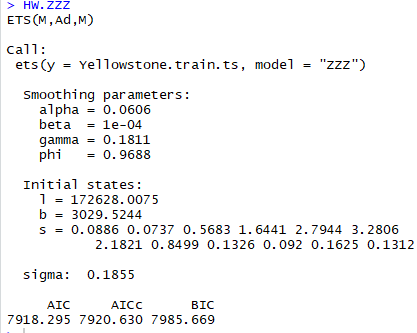 > HW.ZZZ
ETS(M,Ad,M)
Call:
ets(y = Yellowstone.train.ts, model = "ZZZ")
Smoothing parameters:
alpha = 0.0606
beta = 1e-04
gamma = 0.1811
phi = 0.9688
Initial states:
l = 172628.0075
b = 3029.5244
s = 0.0886 0.0737 0.5683 1.6441 2.7944 3.2806
2.1821 0.8499 0.1326 0.092 0.1625 0.1312
sigma: 0.1855
AIC AICc BIC
7918.295 7920.630 7985.669